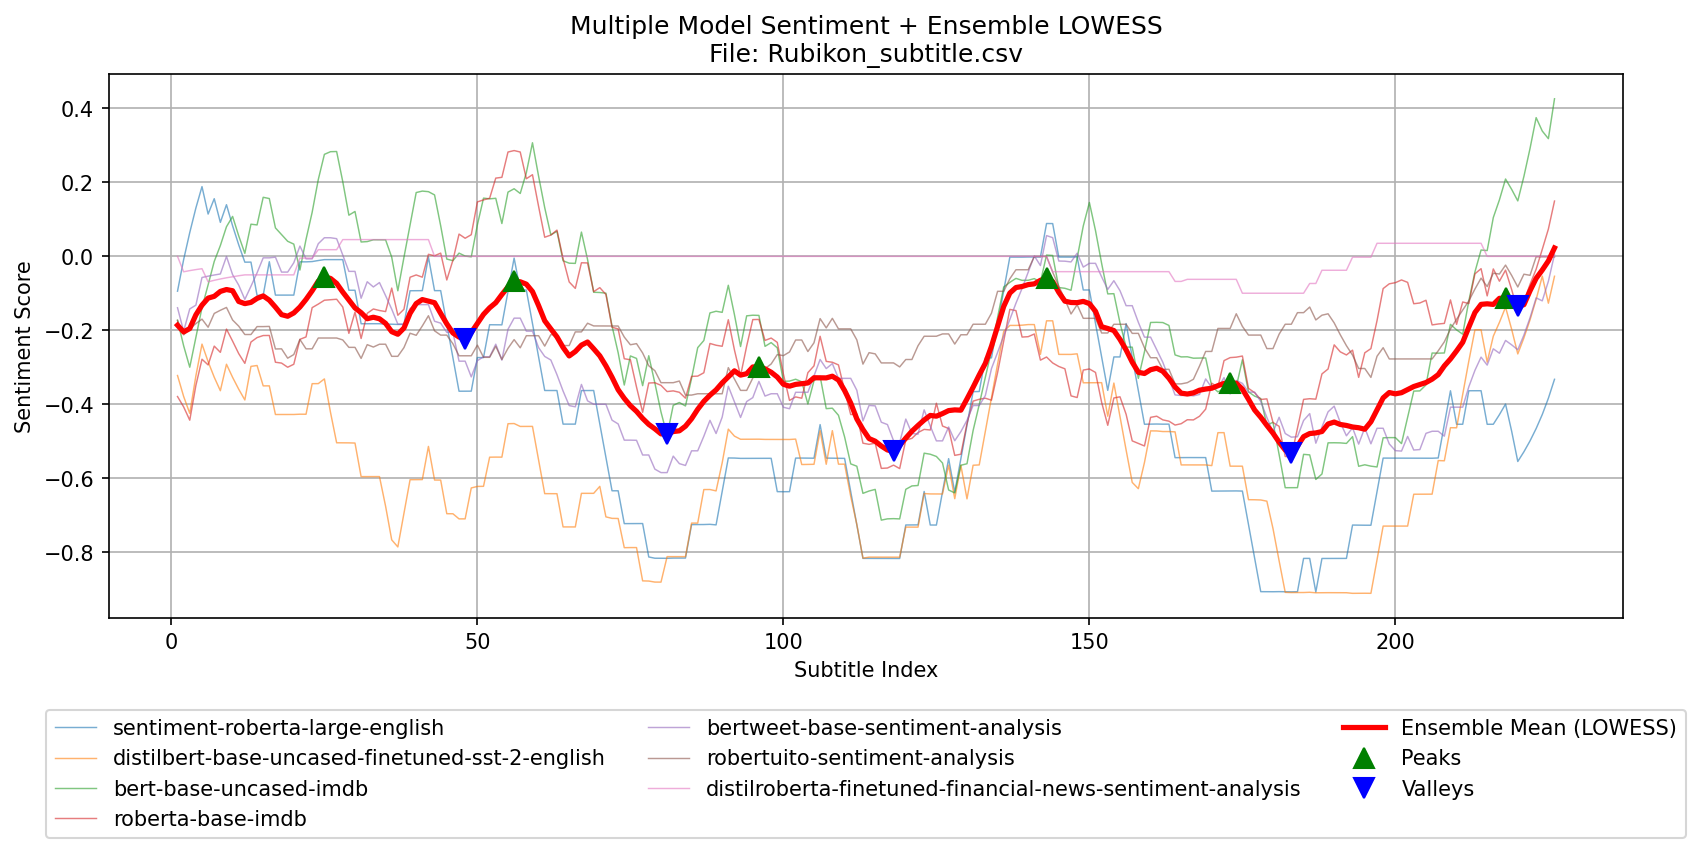 Multiple Model Sentiment + Ensemble LOWESS
File: Rubikon_subtitle.csv
Sentiment Score
0.4
0.2
0.0
−0.2
−0.4
−0.6
−0.8
0
50
100
150
200
Subtitle Index
sentiment-roberta-large-english
distilbert-base-uncased-finetuned-sst-2-english
bert-base-uncased-imdb
roberta-base-imdb
bertweet-base-sentiment-analysis
robertuito-sentiment-analysis
distilroberta-finetuned-financial-news-sentiment-analysis
Ensemble Mean (LOWESS)
Peaks
Valleys